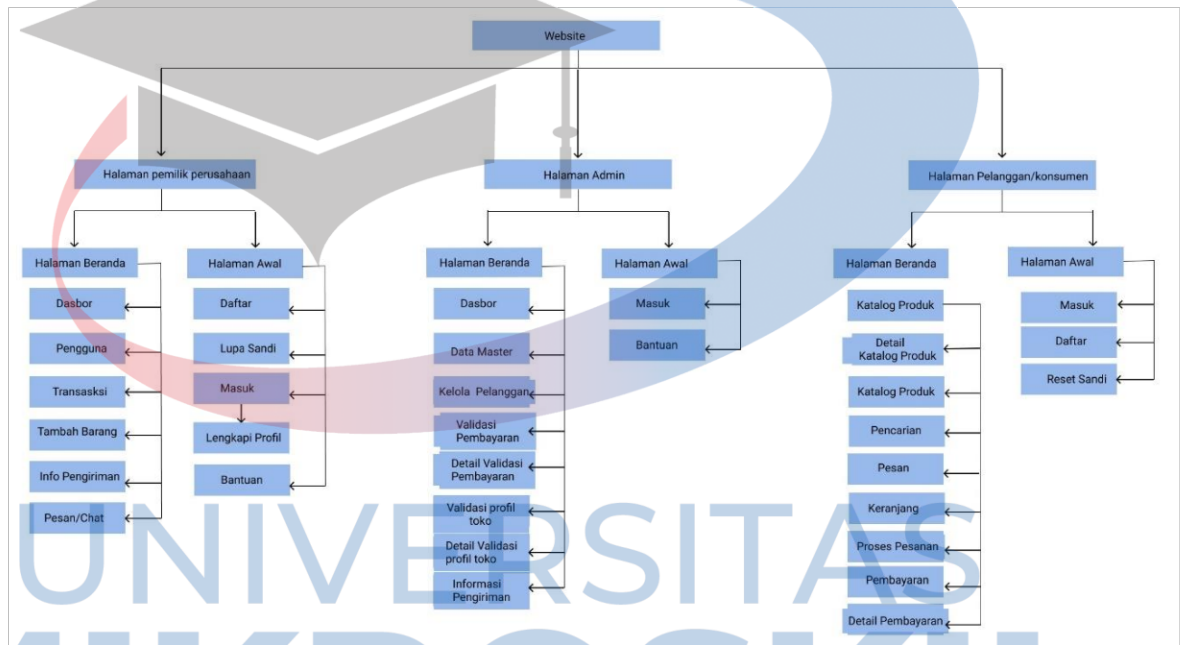 Website
Halaman pemilik perusahaan
Halaman Admin
Halaman Pelanggan/konsumen
Halaman Beranda
Dasbor
Pengguna
Transasksi
Tambah Barang
Info Pengiriman
Pesan/Chat
Halaman Awal
Daftar
Lupa Sandi
Masuk
Lengkapi Profil
Bantuan
Halaman Beranda
Dasbor
Data Master
Kelola Pelanggan
Validasi
Pembayaran
Detail Validasi
Pembayaran
Validasi profil
toko
Detail Validasi
profil toko
Informasi
Pengiriman
Halaman Awal
Masuk
Bantuan
Halaman Beranda
Katalog Produk
Detail
Katalog Produk
Katalog Produk
Pencarian
Pesan
Keranjang
Proses Pesanan
Pembayaran
Detail Pembayaran
Halaman Awal
Masuk
Daftar
Reset Sandi
UNIVERSITAS